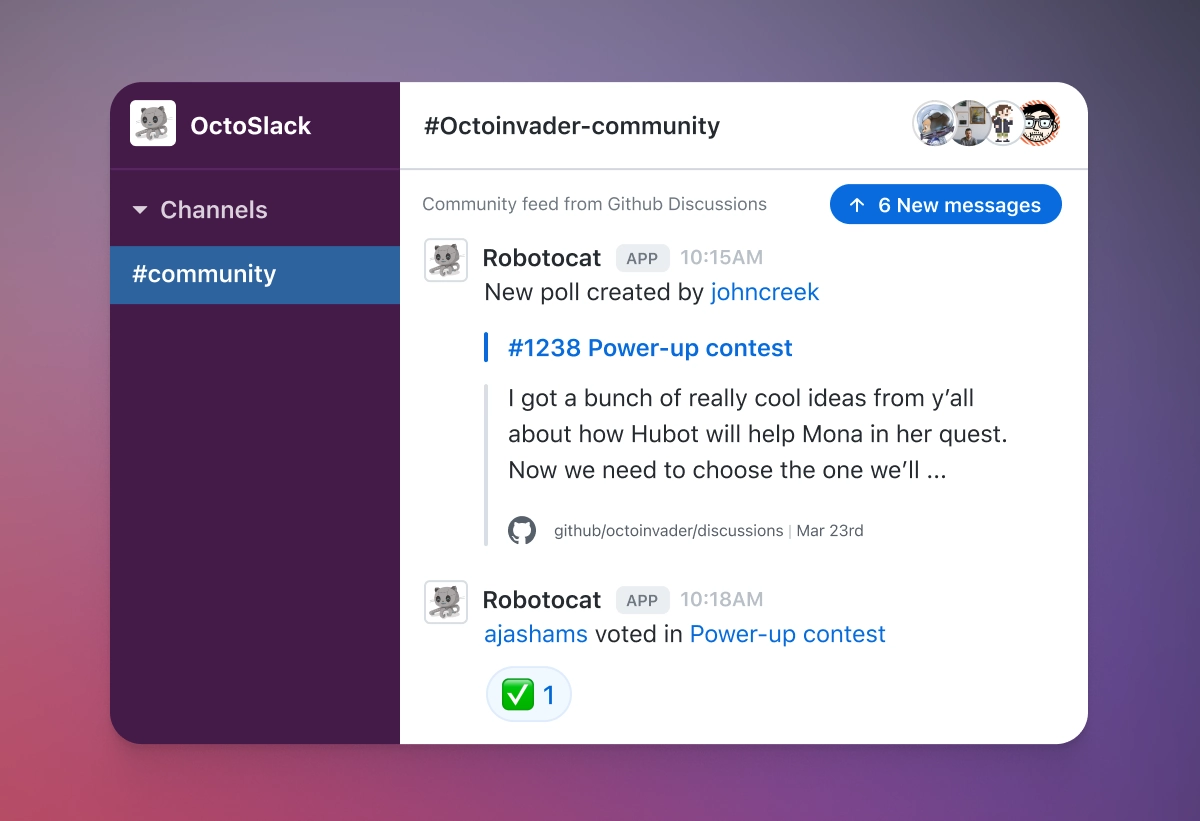 OctoSlack
Channels
#community
#Octoinvader-community
Community feed from Github Discussions
↑ 6 New messages
Robotocat APP 10:15AM
New poll created by johncreek
#1238 Power-up contest
I got a bunch of really cool ideas from y’all
about how Hubot will help Mona in her quest.
Now we need to choose the one we’ll ...
github/octoinvader/discussions | Mar 23rd
Robotocat APP 10:18AM
ajashams voted in Power-up contest
✅ 1